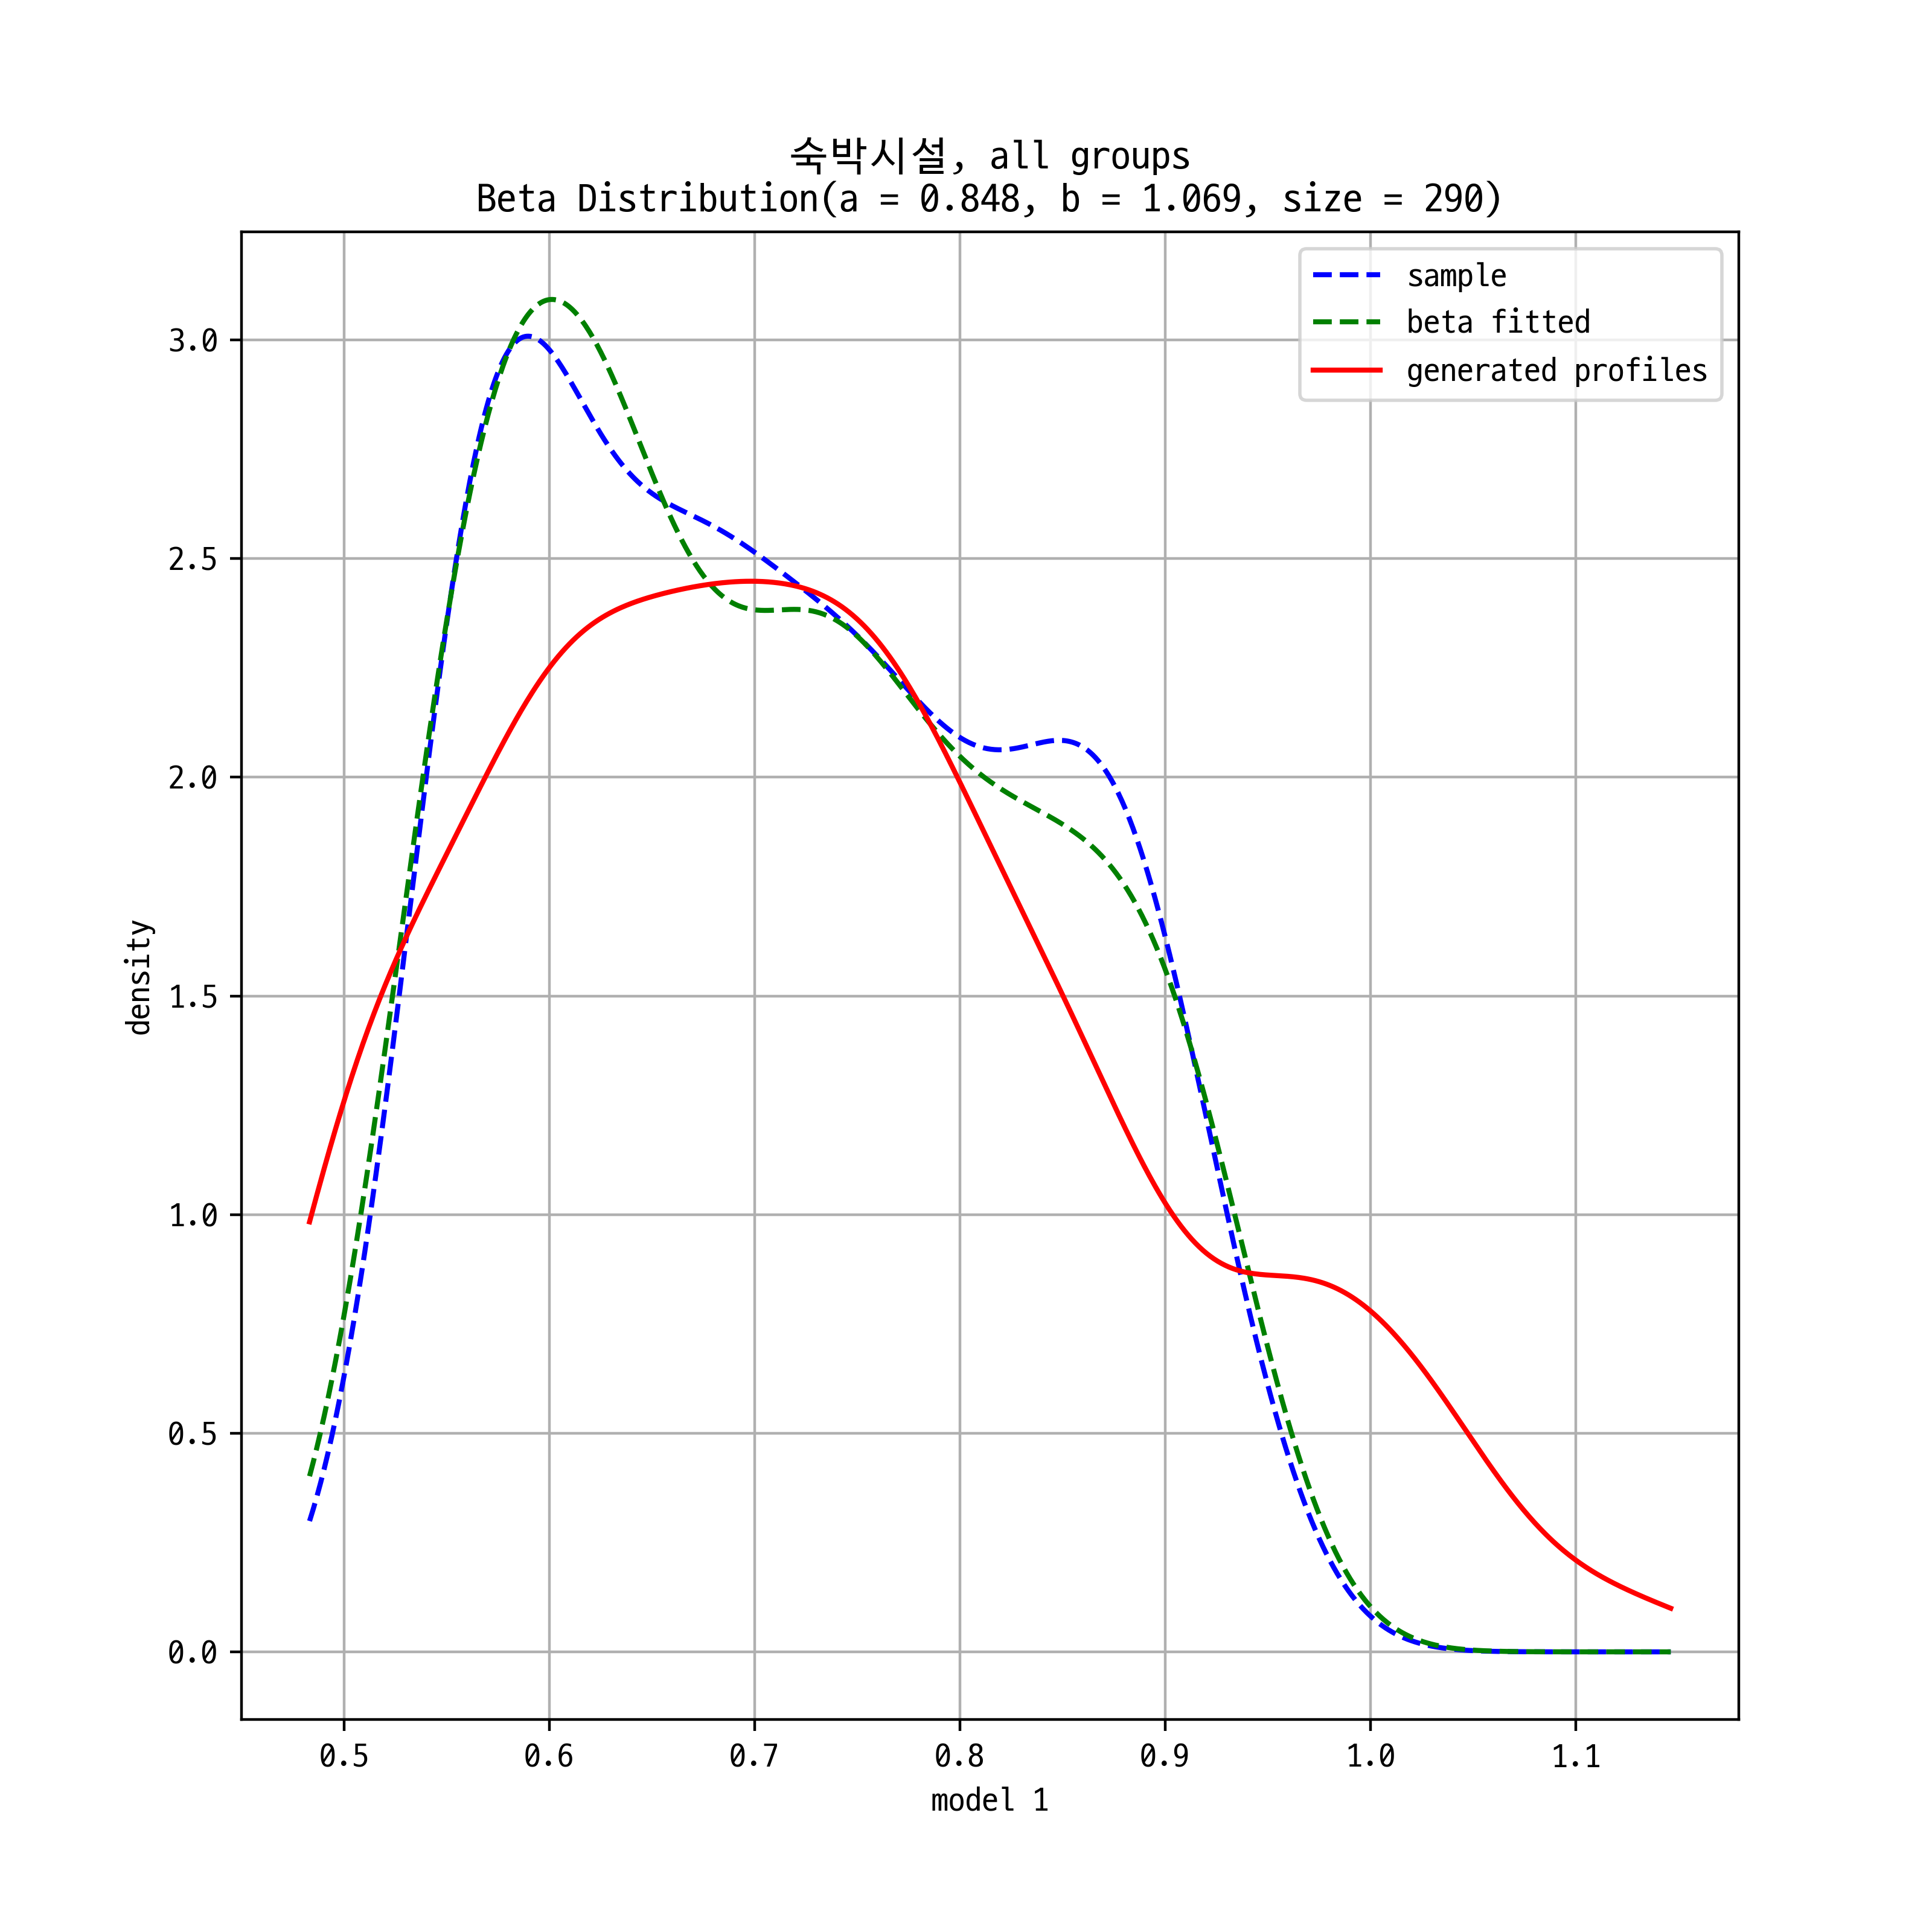 숙박시설, all groups
Beta Distribution(a = 0.848, b = 1.069, size = 290)
sample
beta fitted
generated profiles
density
3.0
2.5
2.0
1.5
1.0
0.5
0.0
0.5 0.6 0.7 0.8 0.9 1.0 1.1
model 1